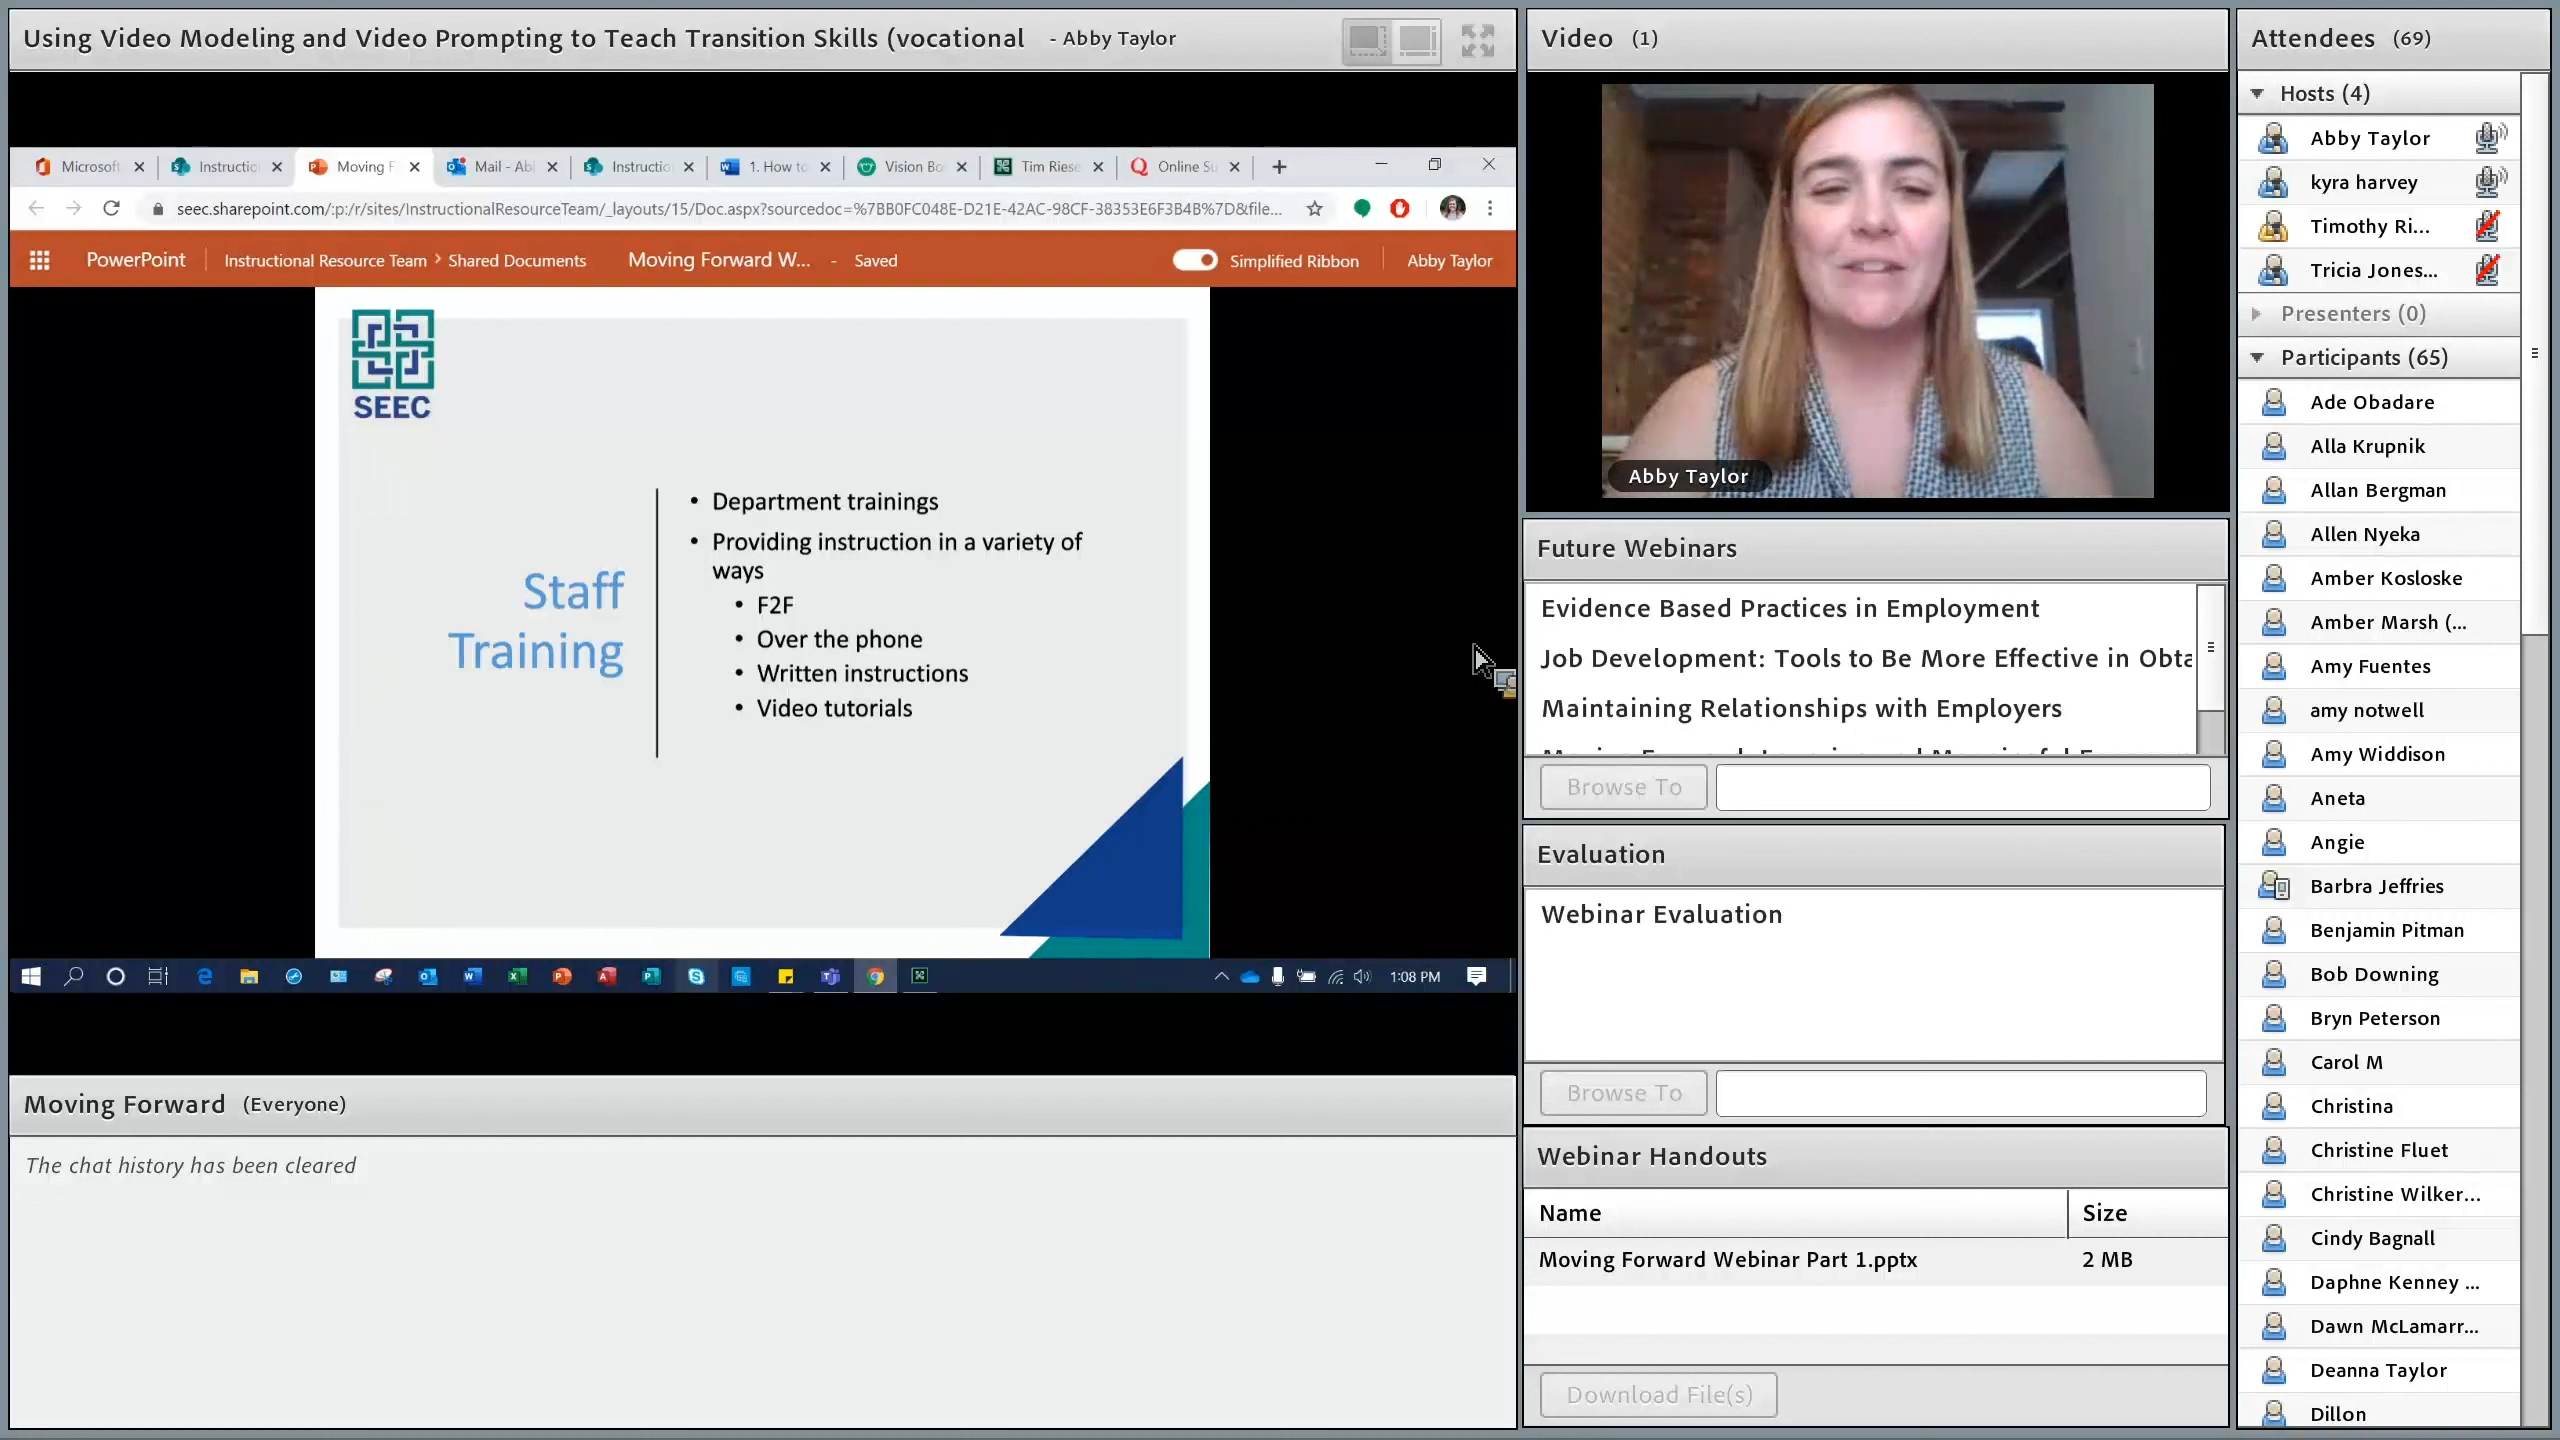 Using Video Modeling and Video Prompting to Teach Transition Skills (vocational - Abby Taylor
Microsoft
Instructio
Moving F
Mail - Ab
Instructio
1. How to
Vision Bo
Tim Riese
Online Su
seec.sharepoint.com/:p:/r/sites/InstructionalResourceTeam/_layouts/15/Doc.aspx?sourcedoc=%7BB0FC048E-D21E-42AC-98CF-38353E6F3B4B%7D&file...
PowerPoint
Instructional Resource Team > Shared Documents
Moving Forward W... - Saved
Simplified Ribbon
Abby Taylor
SEEC
Staff
Training
• Department trainings
• Providing instruction in a variety of
ways
• F2F
• Over the phone
• Written instructions
• Video tutorials
1:08 PM
Moving Forward (Everyone)
The chat history has been cleared
Video (1)
Abby Taylor
Future Webinars
Evidence Based Practices in Employment
Job Development: Tools to Be More Effective in Obta
Maintaining Relationships with Employers
Browse To
Evaluation
Webinar Evaluation
Browse To
Webinar Handouts
Name Size
Moving Forward Webinar Part 1.pptx 2 MB
Download File(s)
Attendees (69)
Hosts (4)
Abby Taylor
kyra harvey
Timothy Ri...
Tricia Jones...
Presenters (0)
Participants (65)
Ade Obadare
Alla Krupnik
Allan Bergman
Allen Nyeka
Amber Kosloske
Amber Marsh (...
Amy Fuentes
amy notwell
Amy Widdison
Aneta
Angie
Barbra Jeffries
Benjamin Pitman
Bob Downing
Bryn Peterson
Carol M
Christina
Christine Fluet
Christine Wilker...
Cindy Bagnall
Daphne Kenney ...
Dawn McLamarr...
Deanna Taylor
Dillon